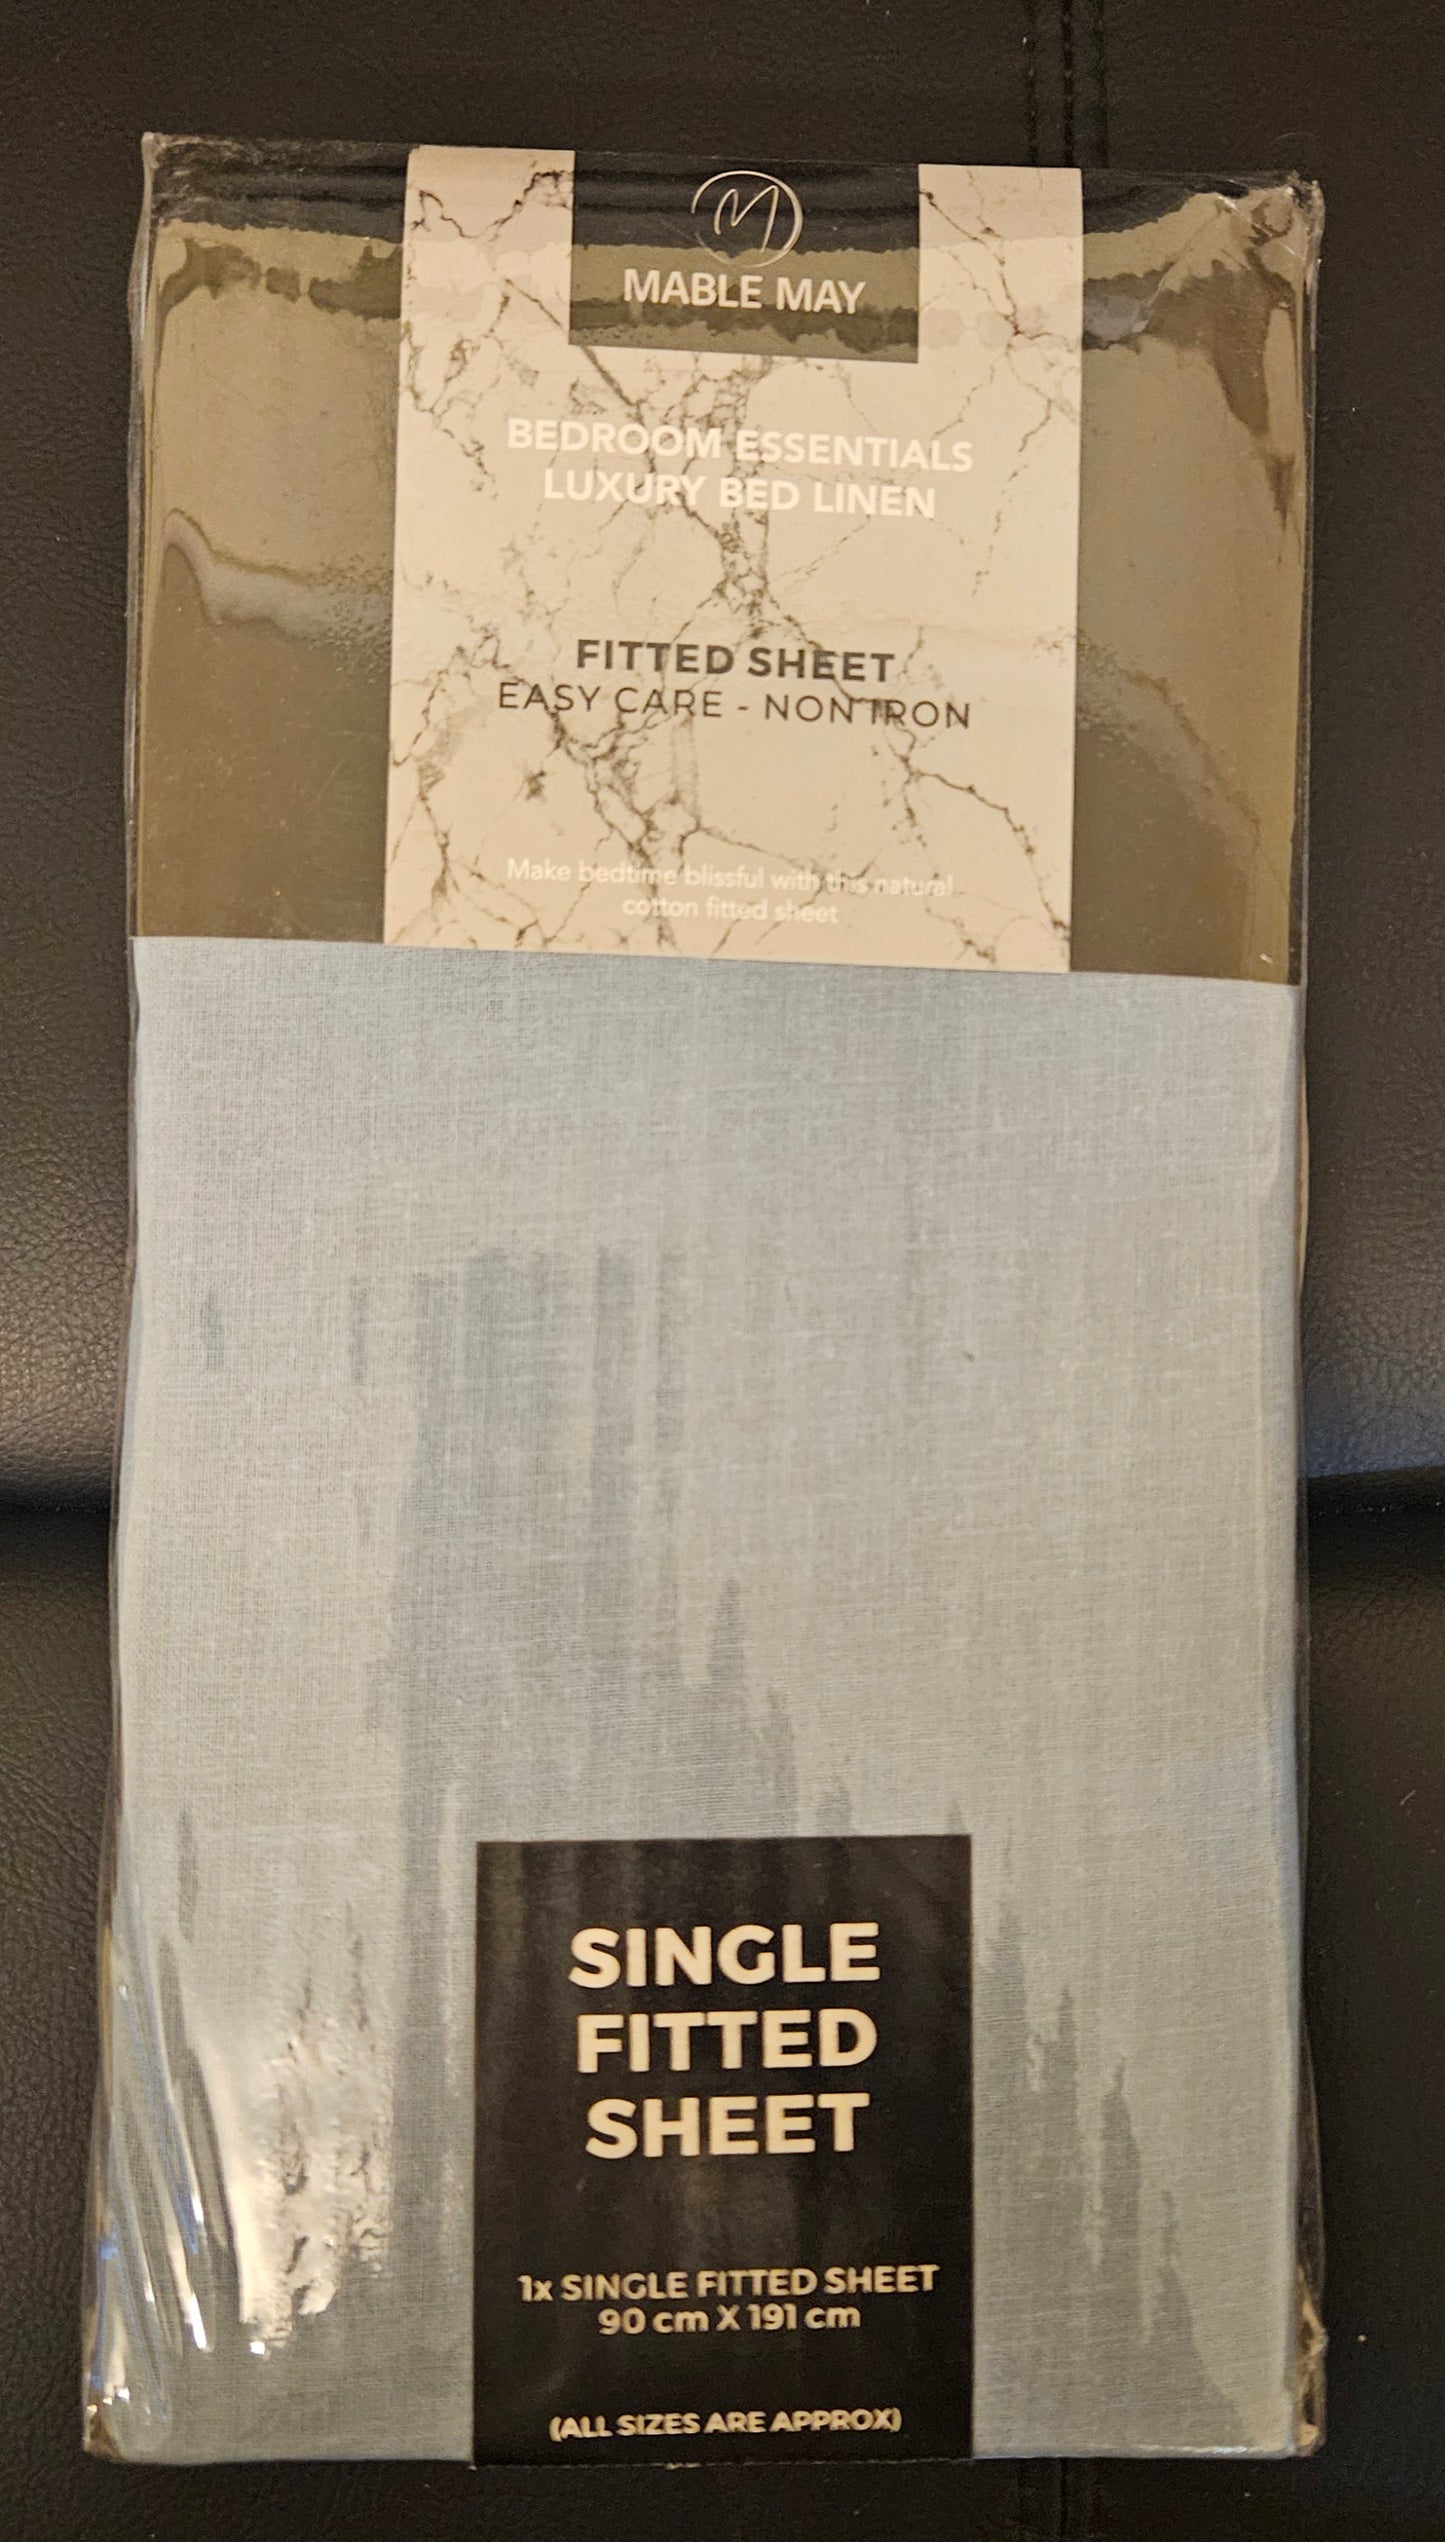 M
MABLE MAY
BEDROOM ESSENTIALS
LUXURY BED LINEN
FITTED SHEET
EASY CARE - NON IRON
Make bedtime blissful with this natural
cotton fitted sheet
SINGLE
FITTED
SHEET
1x SINGLE FITTED SHEET
90 cm X 191 cm
(ALL SIZES ARE APPROX)